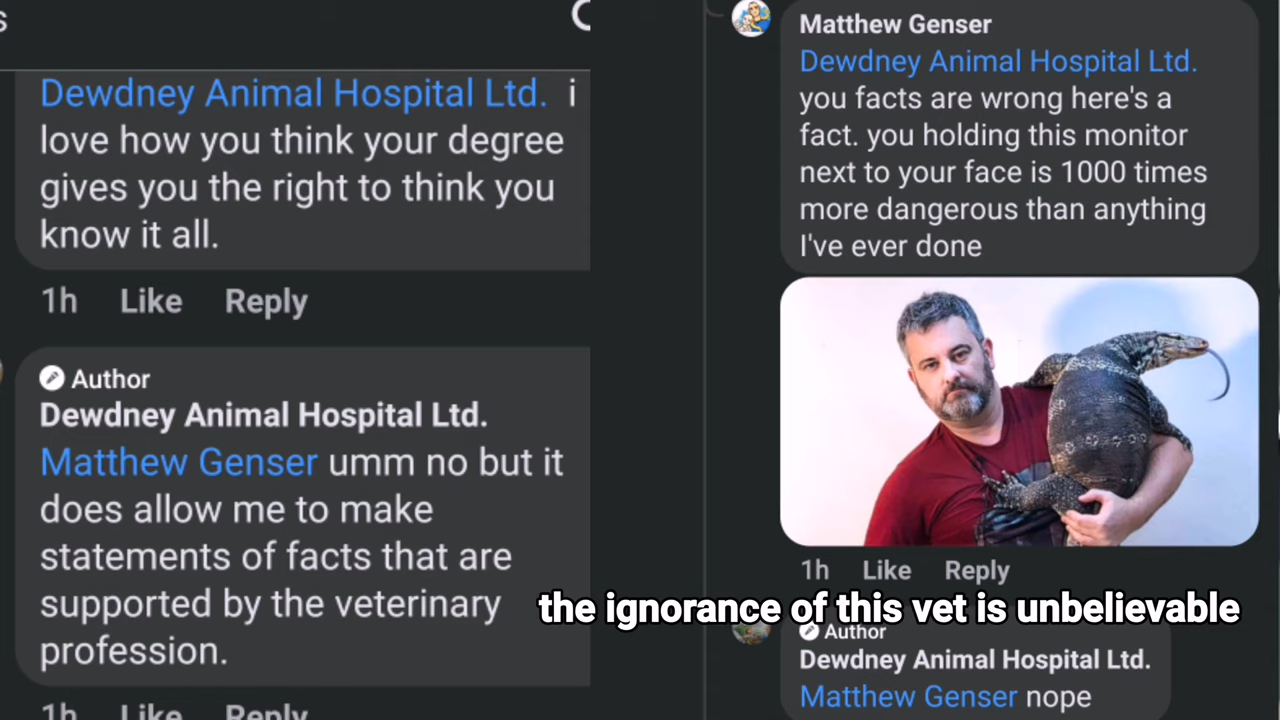 s
Dewdney Animal Hospital Ltd. i
love how you think your degree
gives you the right to think you
know it all.
1h Like Reply
Author
Dewdney Animal Hospital Ltd.
Matthew Genser umm no but it
does allow me to make
statements of facts that are
supported by the veterinary
profession.
1h Like Reply
Matthew Genser
Dewdney Animal Hospital Ltd.
you facts are wrong here's a
fact. you holding this monitor
next to your face is 1000 times
more dangerous than anything
I've ever done
1h Like Reply
the ignorance of this vet is unbelievable
Author
Dewdney Animal Hospital Ltd.
Matthew Genser nope